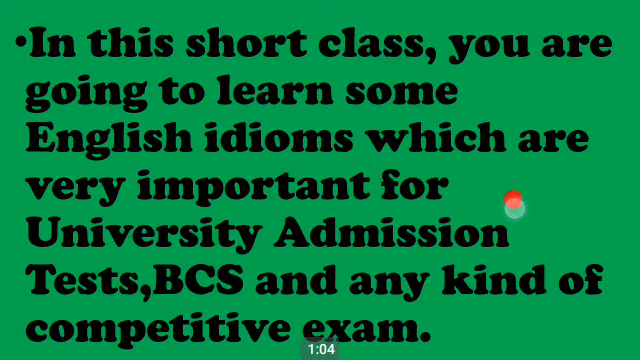 •In this short class, you are
going to learn some
English idioms which are
very important for
University Admission
Tests,BCS and any kind of
competitive exam.
1:04